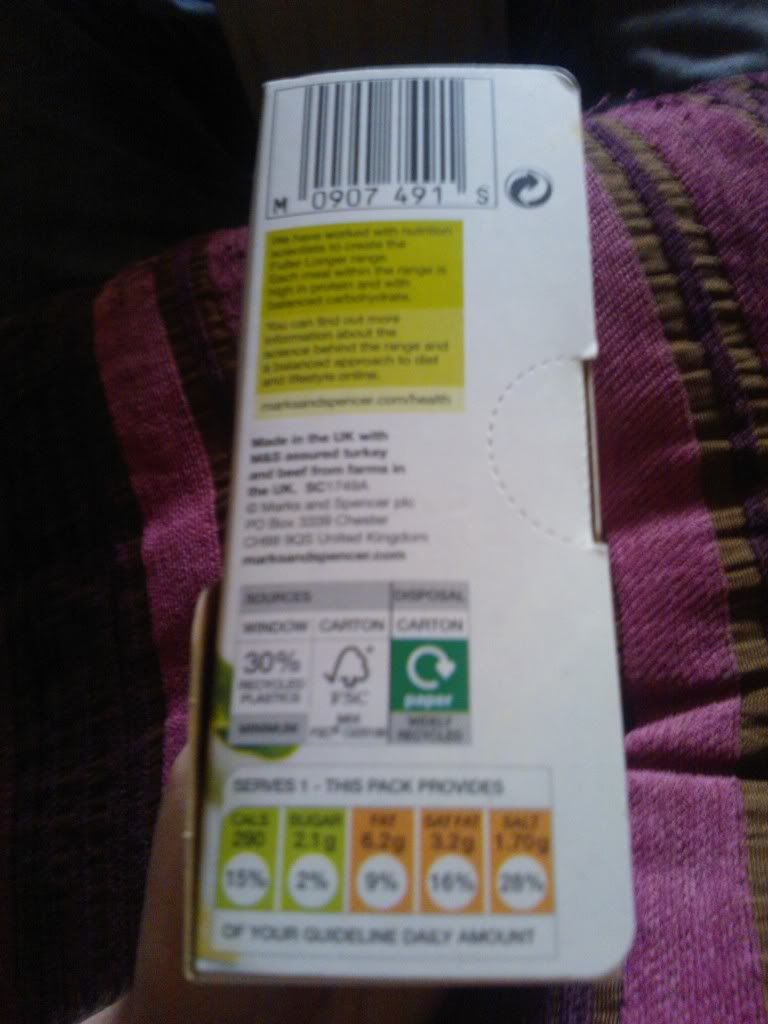 M 0907 491 S
We have worked with nutrition
scientists to create the
Fuller Longer range.
Each meal within the range is
high in protein and with
balanced carbohydrate.
You can find out more
information about the
science behind the range and
a balanced approach to diet
and lifestyle online.
marksandspencer.com/health
Made in the UK with
M&S assured turkey
and beef from farms in
the UK. SC1749A
© Marks and Spencer plc
PO Box 3339 Chester
CH99 9QS United Kingdom
marksandspencer.com
SOURCES DISPOSAL
WINDOW CARTON CARTON
30%
RECYCLED
PLASTICS
MINIMUM
FSC
MIX
paper
WIDELY
RECYCLED
SERVES 1 - THIS PACK PROVIDES
CALS SUGAR FAT SAT FAT SALT
290 2.1g 6.2g 3.2g 1.70g
15% 2% 9% 16% 28%
OF YOUR GUIDELINE DAILY AMOUNT